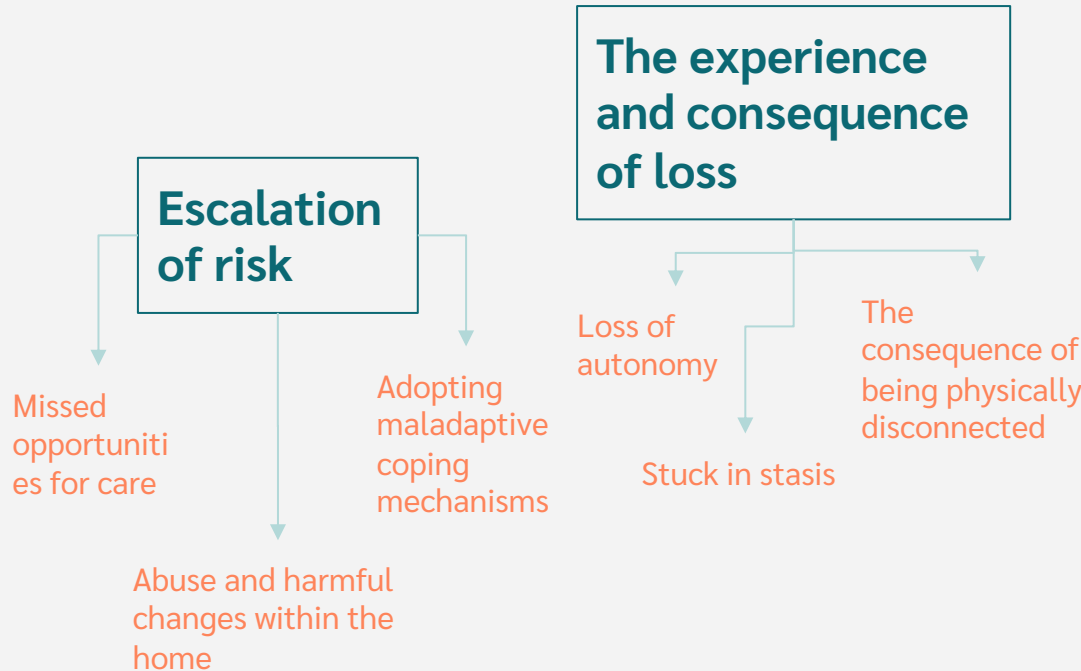 The experience
and consequence
of loss
Escalation
of risk
Missed
opportuniti
es for care
Abuse and harmful
changes within the
home
Adopting
maladaptive
coping
mechanisms
Loss of
autonomy
Stuck in stasis
The
consequence of
being physically
disconnected